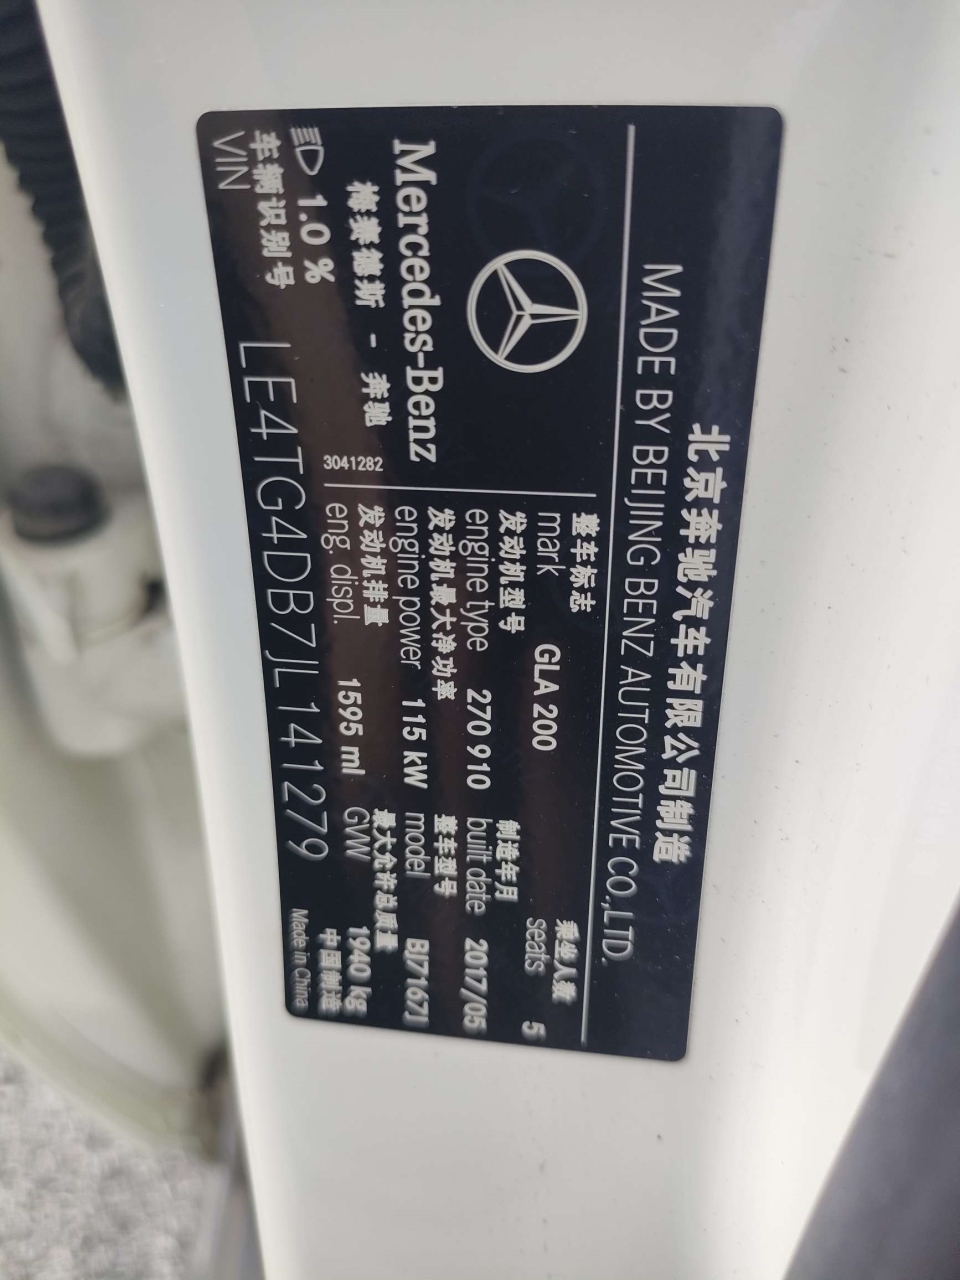 北京奔驰汽车有限公司制造
MADE BY BEIJING BENZ AUTOMOTIVE CO.,LTD.
Mercedes-Benz
梅赛德斯 - 奔驰
3041282
整车标志
mark GLA 200
乘坐人数
seats 5
发动机型号
engine type 270 910
制造年月
built date 2017/05
发动机最大净功率
engine power 115 kW
整车型号
model BJ7167J
发动机排量
eng. displ. 1595 ml
最大允许总质量
GVW 1940 kg
1.0 %
车辆识别号
VIN LE4TG4DB7JL141279
中国制造
Made in China